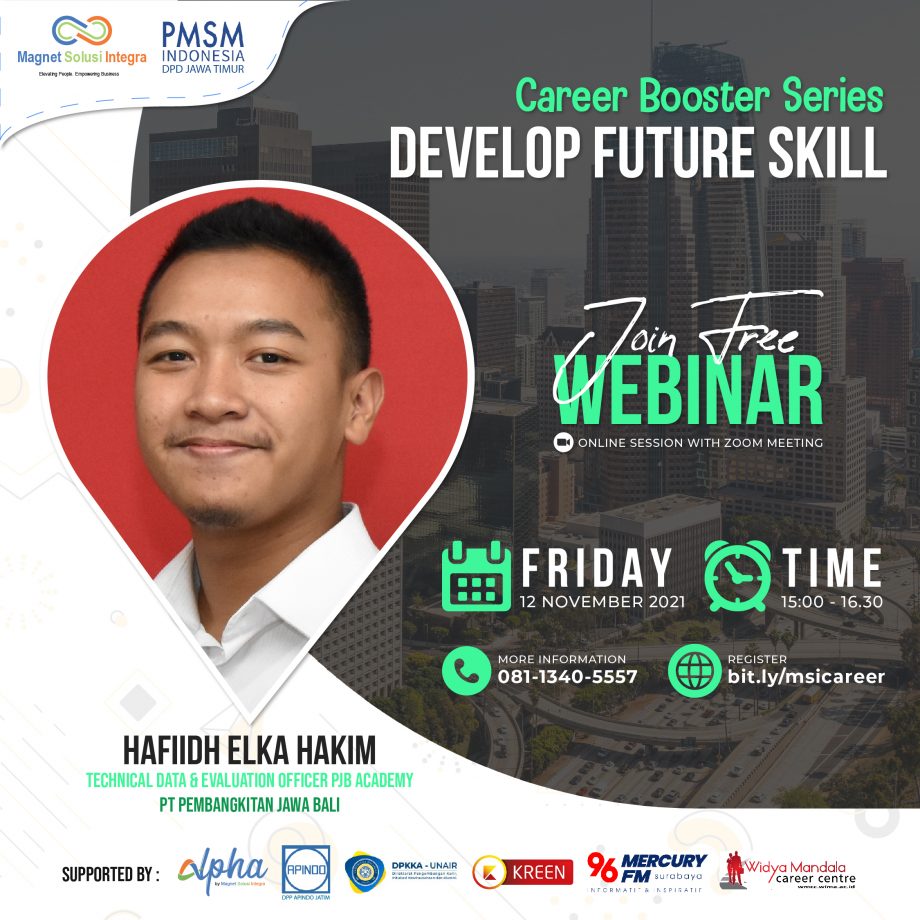 Magnet Solusi Integra
Elevating People. Empowering Business
PMSM
INDONESIA
DPD JAWA TIMUR
Career Booster Series
DEVELOP FUTURE SKILL
Join Free
WEBINAR
ONLINE SESSION WITH ZOOM MEETING
FRIDAY
12 NOVEMBER 2021
TIME
15:00 - 16.30
MORE INFORMATION
081-1340-5557
REGISTER
bit.ly/msicareer
HAFIIDH ELKA HAKIM
TECHNICAL DATA & EVALUATION OFFICER PJB ACADEMY
PT PEMBANGKITAN JAWA BALI
SUPPORTED BY :
alpha
by Magnet Solusi Integra
APINDO
DPP APINDO JATIM
DPKKA - UNAIR
KREEN
96 MERCURY
FM surabaya
INFORMATIF & INSPIRATIF
Widya Mandala
career centre
wmcc.wima.ac.id